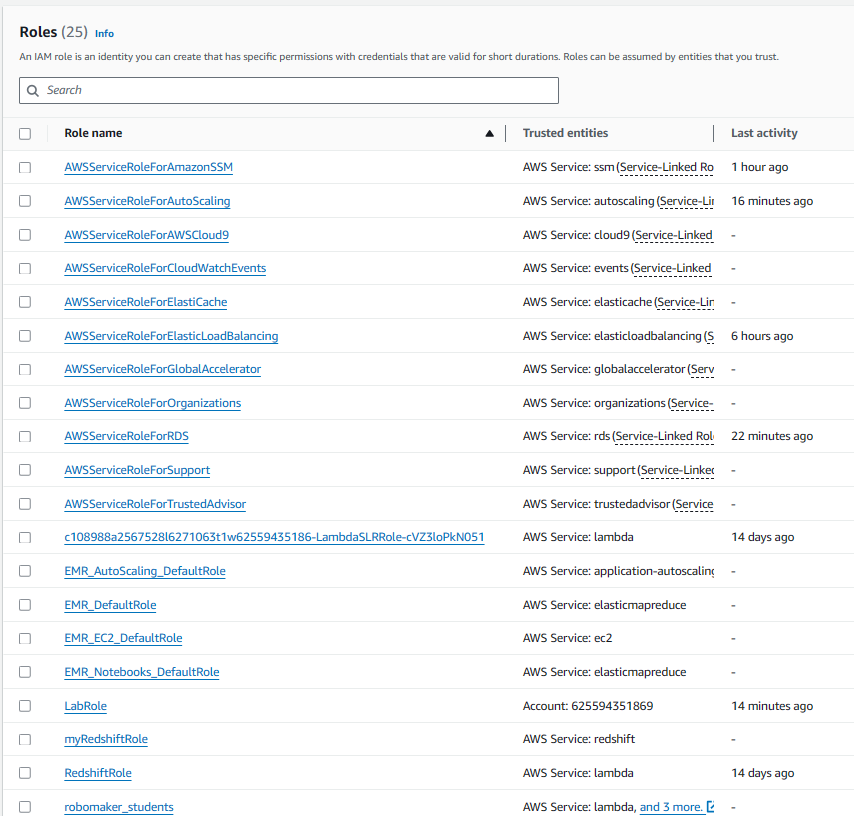 Roles (25) Info
An IAM role is an identity you can create that has specific permissions with credentials that are valid for short durations. Roles can be assumed by entities that you trust.
Search
Role name Trusted entities Last activity
AWSServiceRoleForAmazonSSM AWS Service: ssm (Service-Linked Ro 1 hour ago
AWSServiceRoleForAutoScaling AWS Service: autoscaling (Service-Li 16 minutes ago
AWSServiceRoleForAWSCloud9 AWS Service: cloud9 (Service-Linked -
AWSServiceRoleForCloudWatchEvents AWS Service: events (Service-Linked -
AWSServiceRoleForElastiCache AWS Service: elasticache (Service-Lin -
AWSServiceRoleForElasticLoadBalancing AWS Service: elasticloadbalancing (S 6 hours ago
AWSServiceRoleForGlobalAccelerator AWS Service: globalaccelerator (Serv -
AWSServiceRoleForOrganizations AWS Service: organizations (Service- -
AWSServiceRoleForRDS AWS Service: rds (Service-Linked Rol 22 minutes ago
AWSServiceRoleForSupport AWS Service: support (Service-Linked -
AWSServiceRoleForTrustedAdvisor AWS Service: trustedadvisor (Service -
c108988a2567528l6271063t1w62559435186-LambdaSLRRole-cVZ3loPkN051 AWS Service: lambda 14 days ago
EMR_AutoScaling_DefaultRole AWS Service: application-autoscaling -
EMR_DefaultRole AWS Service: elasticmapreduce -
EMR_EC2_DefaultRole AWS Service: ec2 -
EMR_Notebooks_DefaultRole AWS Service: elasticmapreduce -
LabRole Account: 625594351869 14 minutes ago
myRedshiftRole AWS Service: redshift -
RedshiftRole AWS Service: lambda 14 days ago
robomaker_students AWS Service: lambda, and 3 more. -